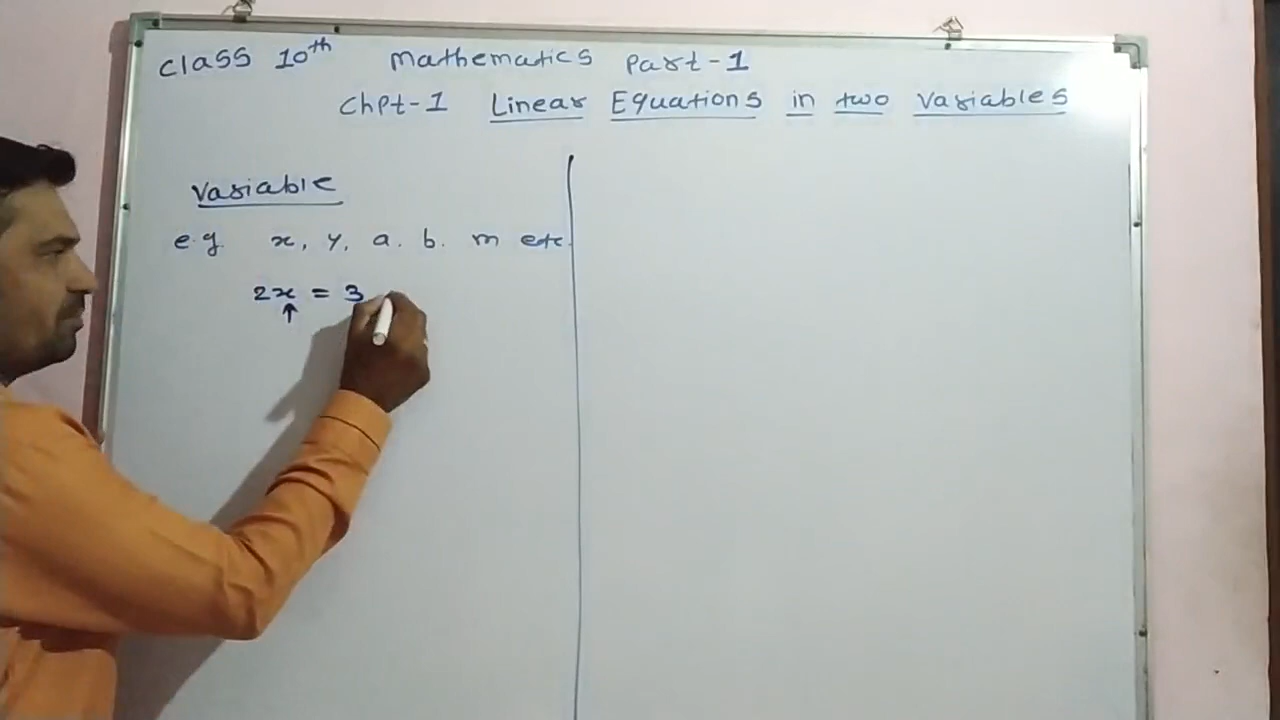 Class 10th Mathematics Part-1
Chpt-1 Linear Equations in two Variables
Variable
e.g. x, y, a. b. m etc.
2x = 3
↑